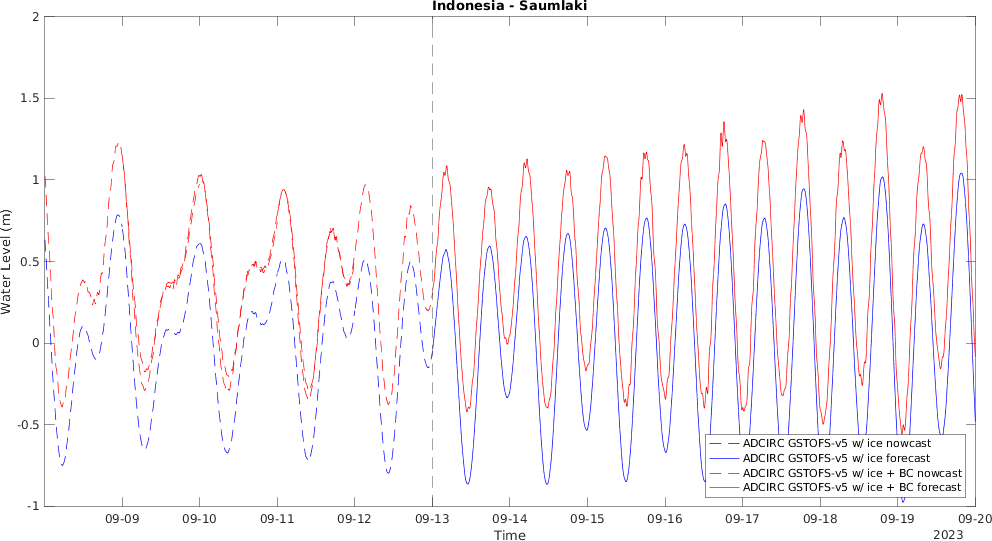 Indonesia - Saumlaki
2
1.5
1
0.5
0
-0.5
-1
Water Level (m)
ADCIRC GSTOFS-v5 w/ ice nowcast
ADCIRC GSTOFS-v5 w/ ice forecast
ADCIRC GSTOFS-v5 w/ ice + BC nowcast
ADCIRC GSTOFS-v5 w/ ice + BC forecast
09-09 09-10 09-11 09-12 09-13 09-14 09-15 09-16 09-17 09-18 09-19 09-20
Time
2023